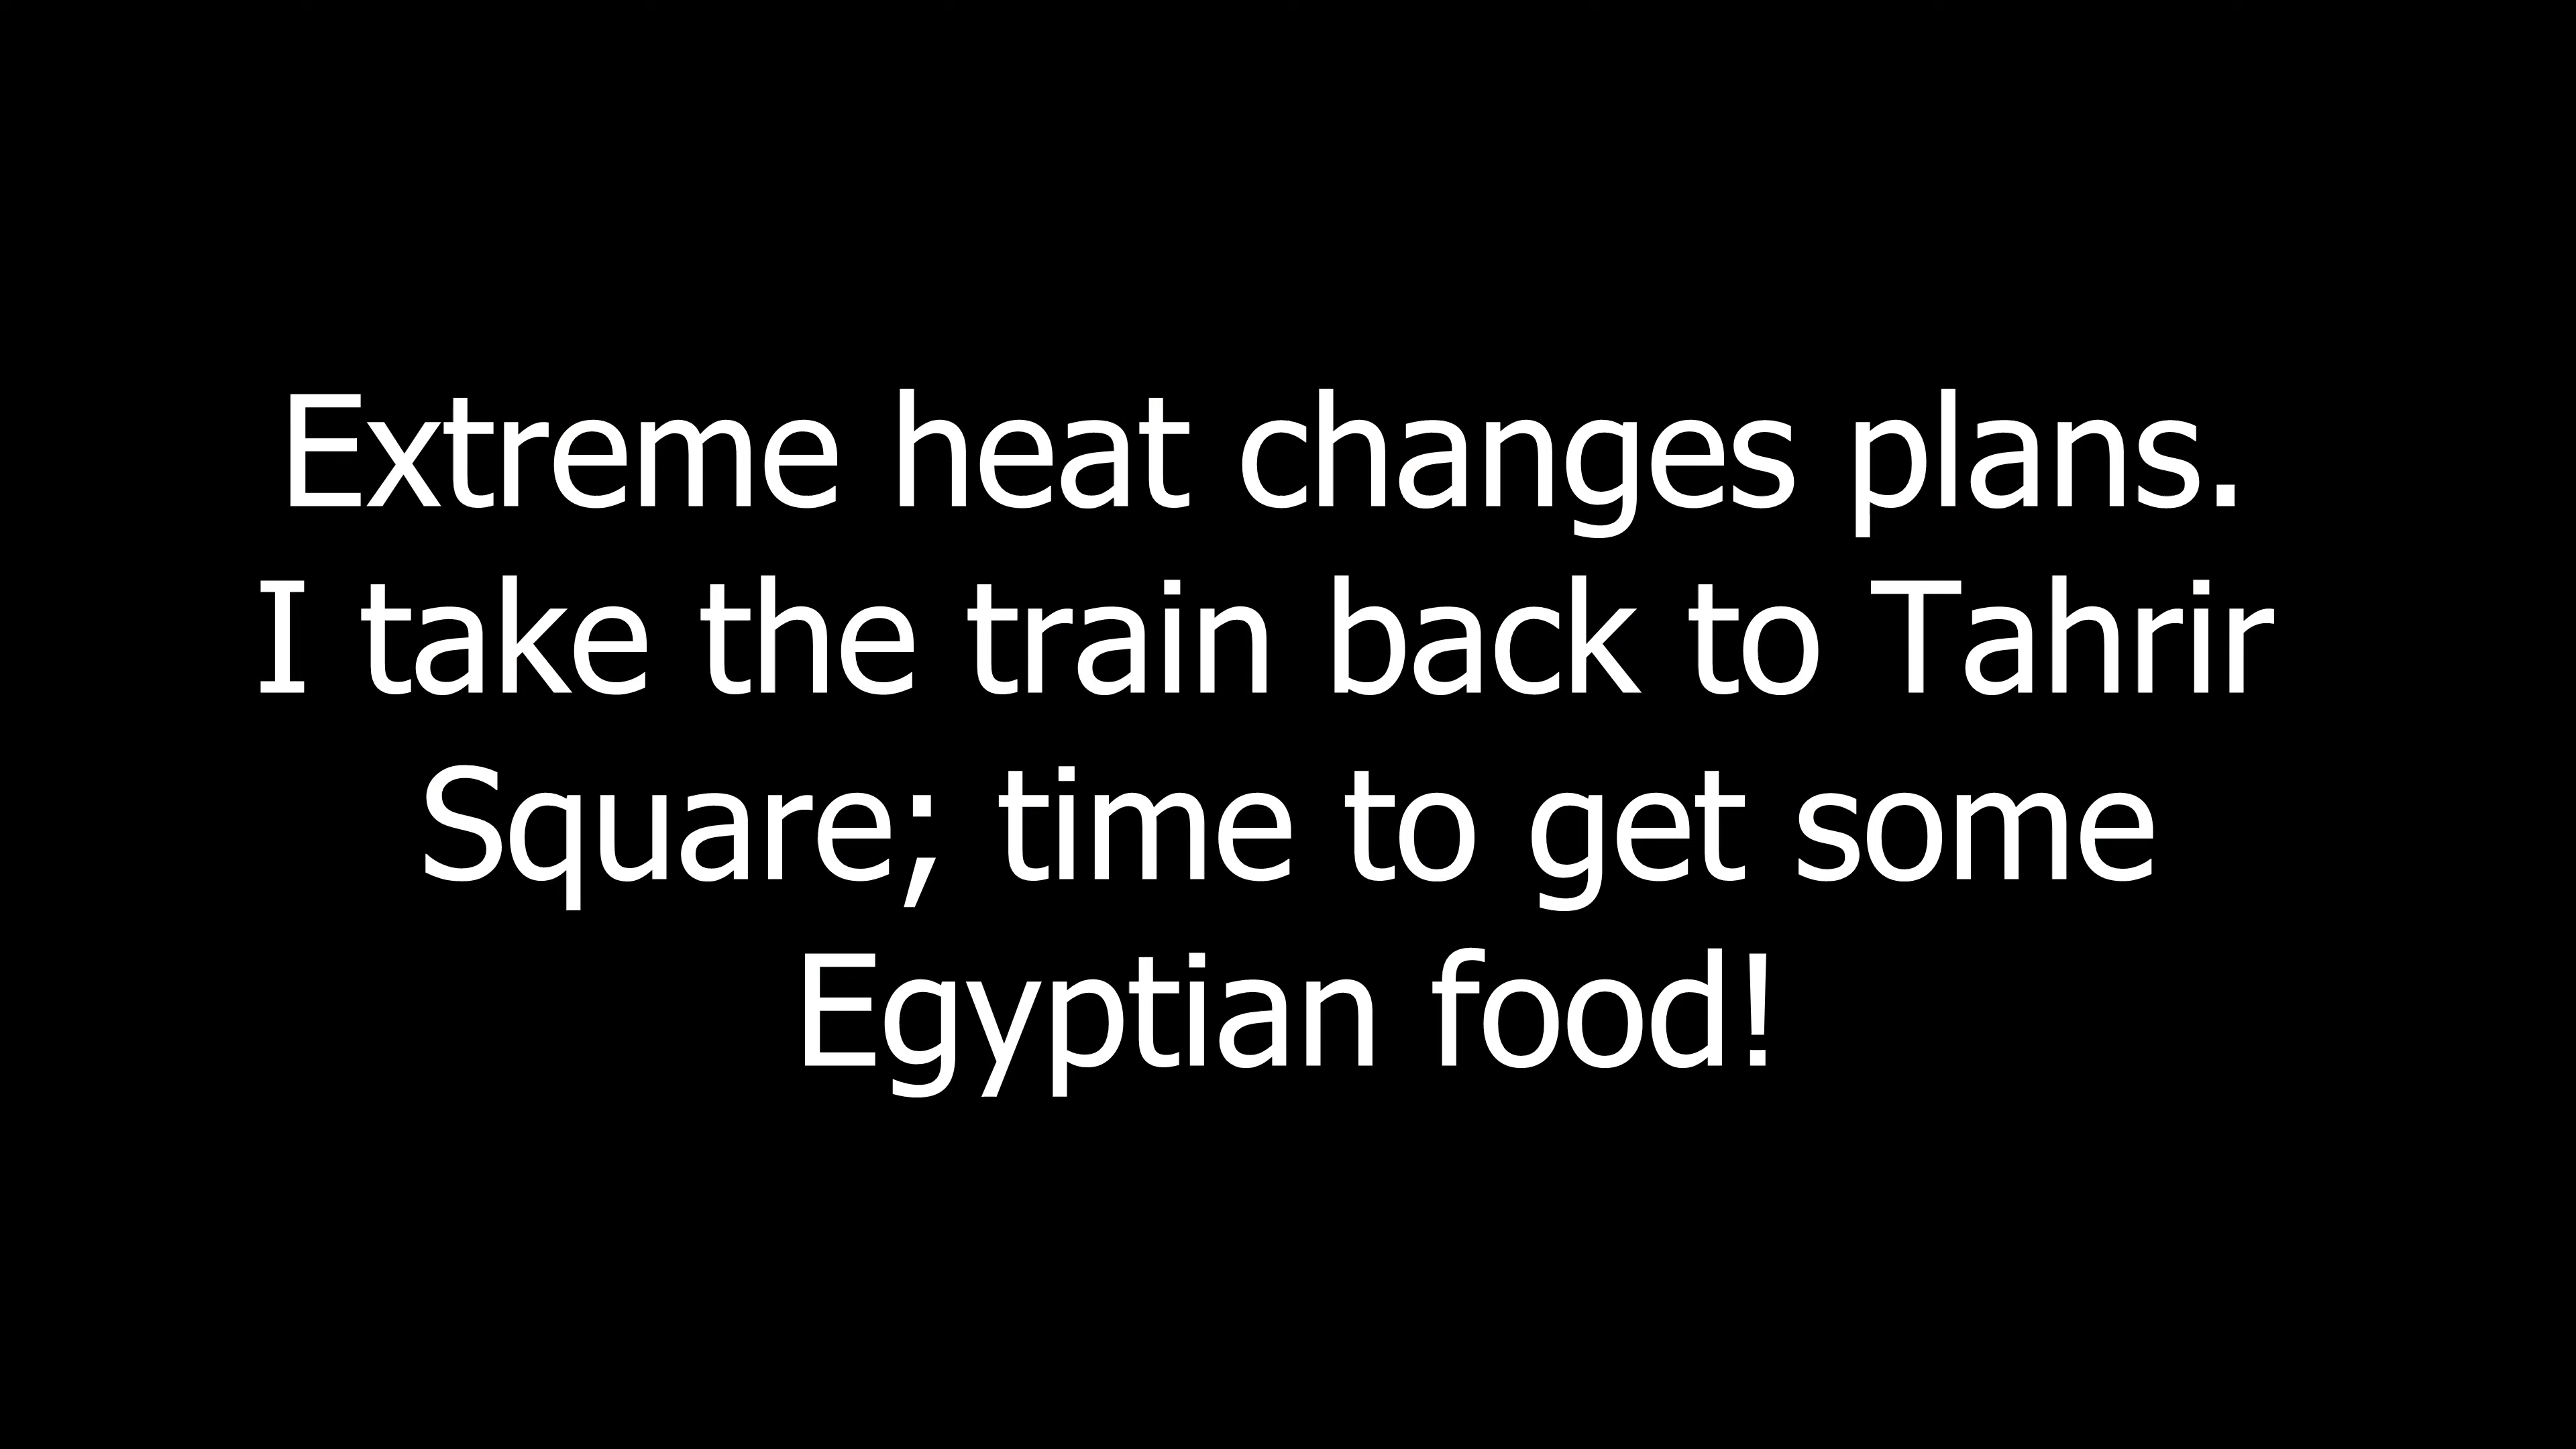 Extreme heat changes plans.
I take the train back to Tahrir
Square; time to get some
Egyptian food!